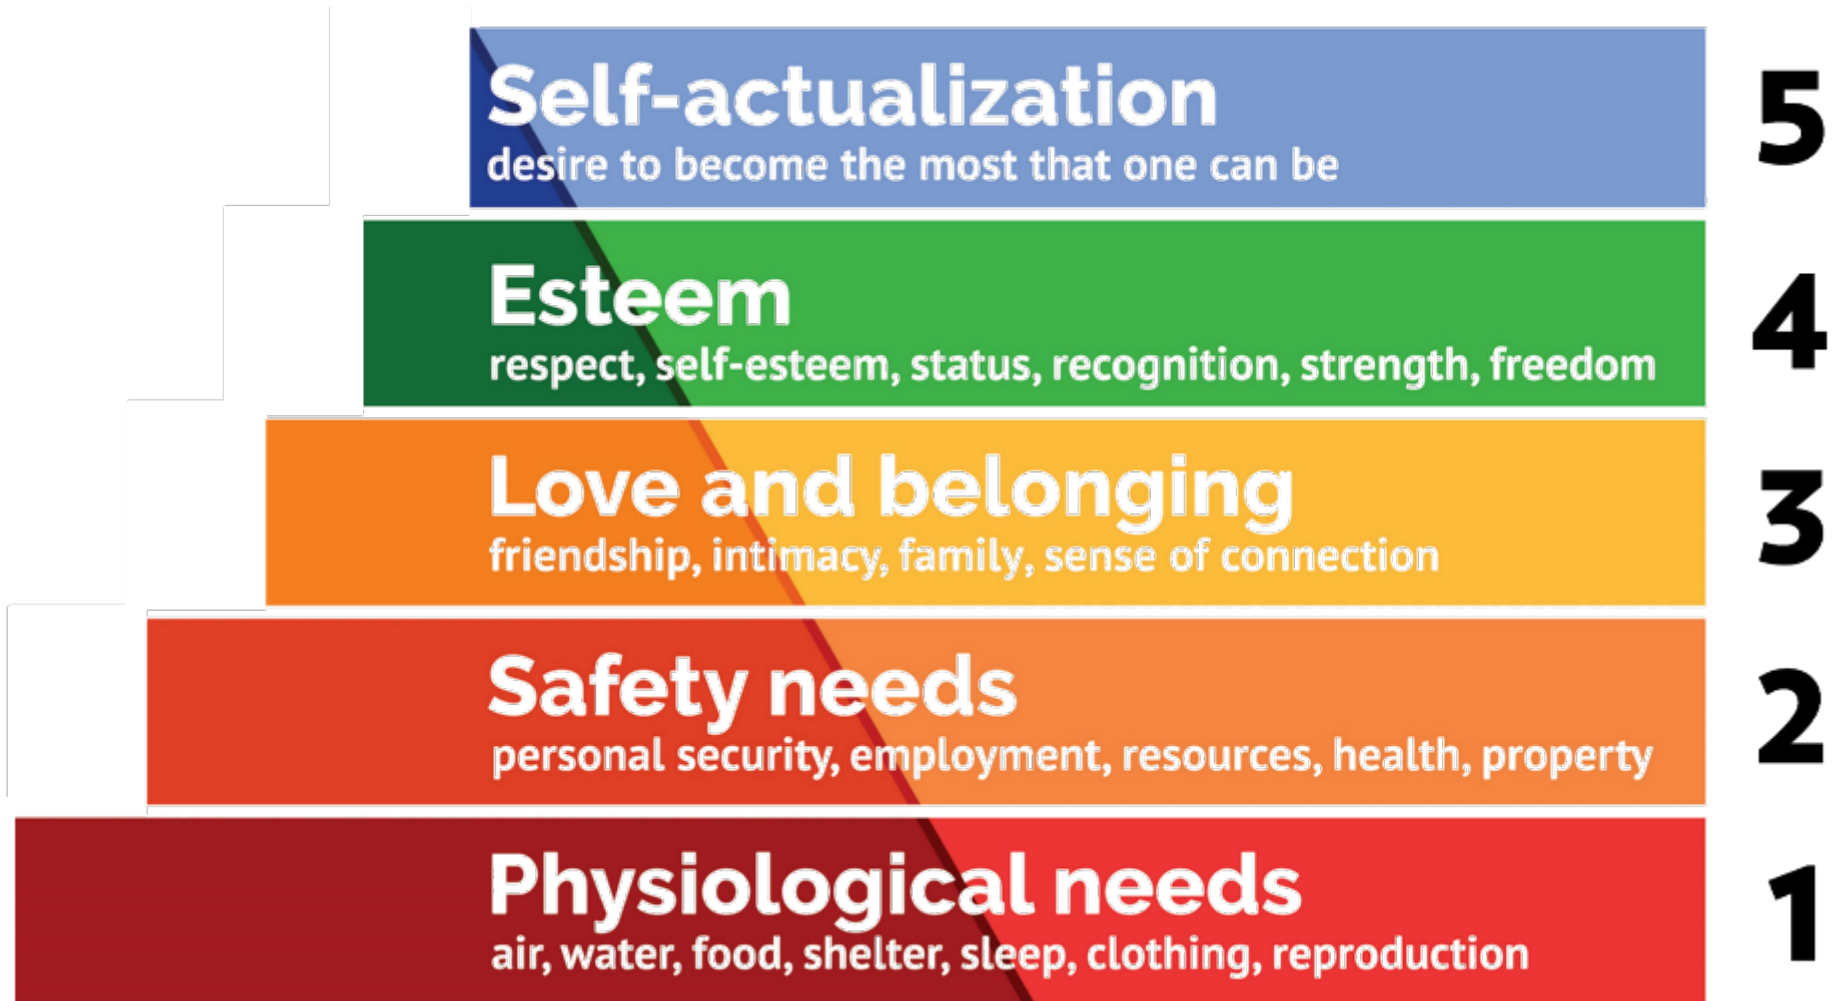 Self-actualization
desire to become the most that one can be
5
Esteem
respect, self-esteem, status, recognition, strength, freedom
4
Love and belonging
friendship, intimacy, family, sense of connection
3
Safety needs
personal security, employment, resources, health, property
2
Physiological needs
air, water, food, shelter, sleep, clothing, reproduction
1